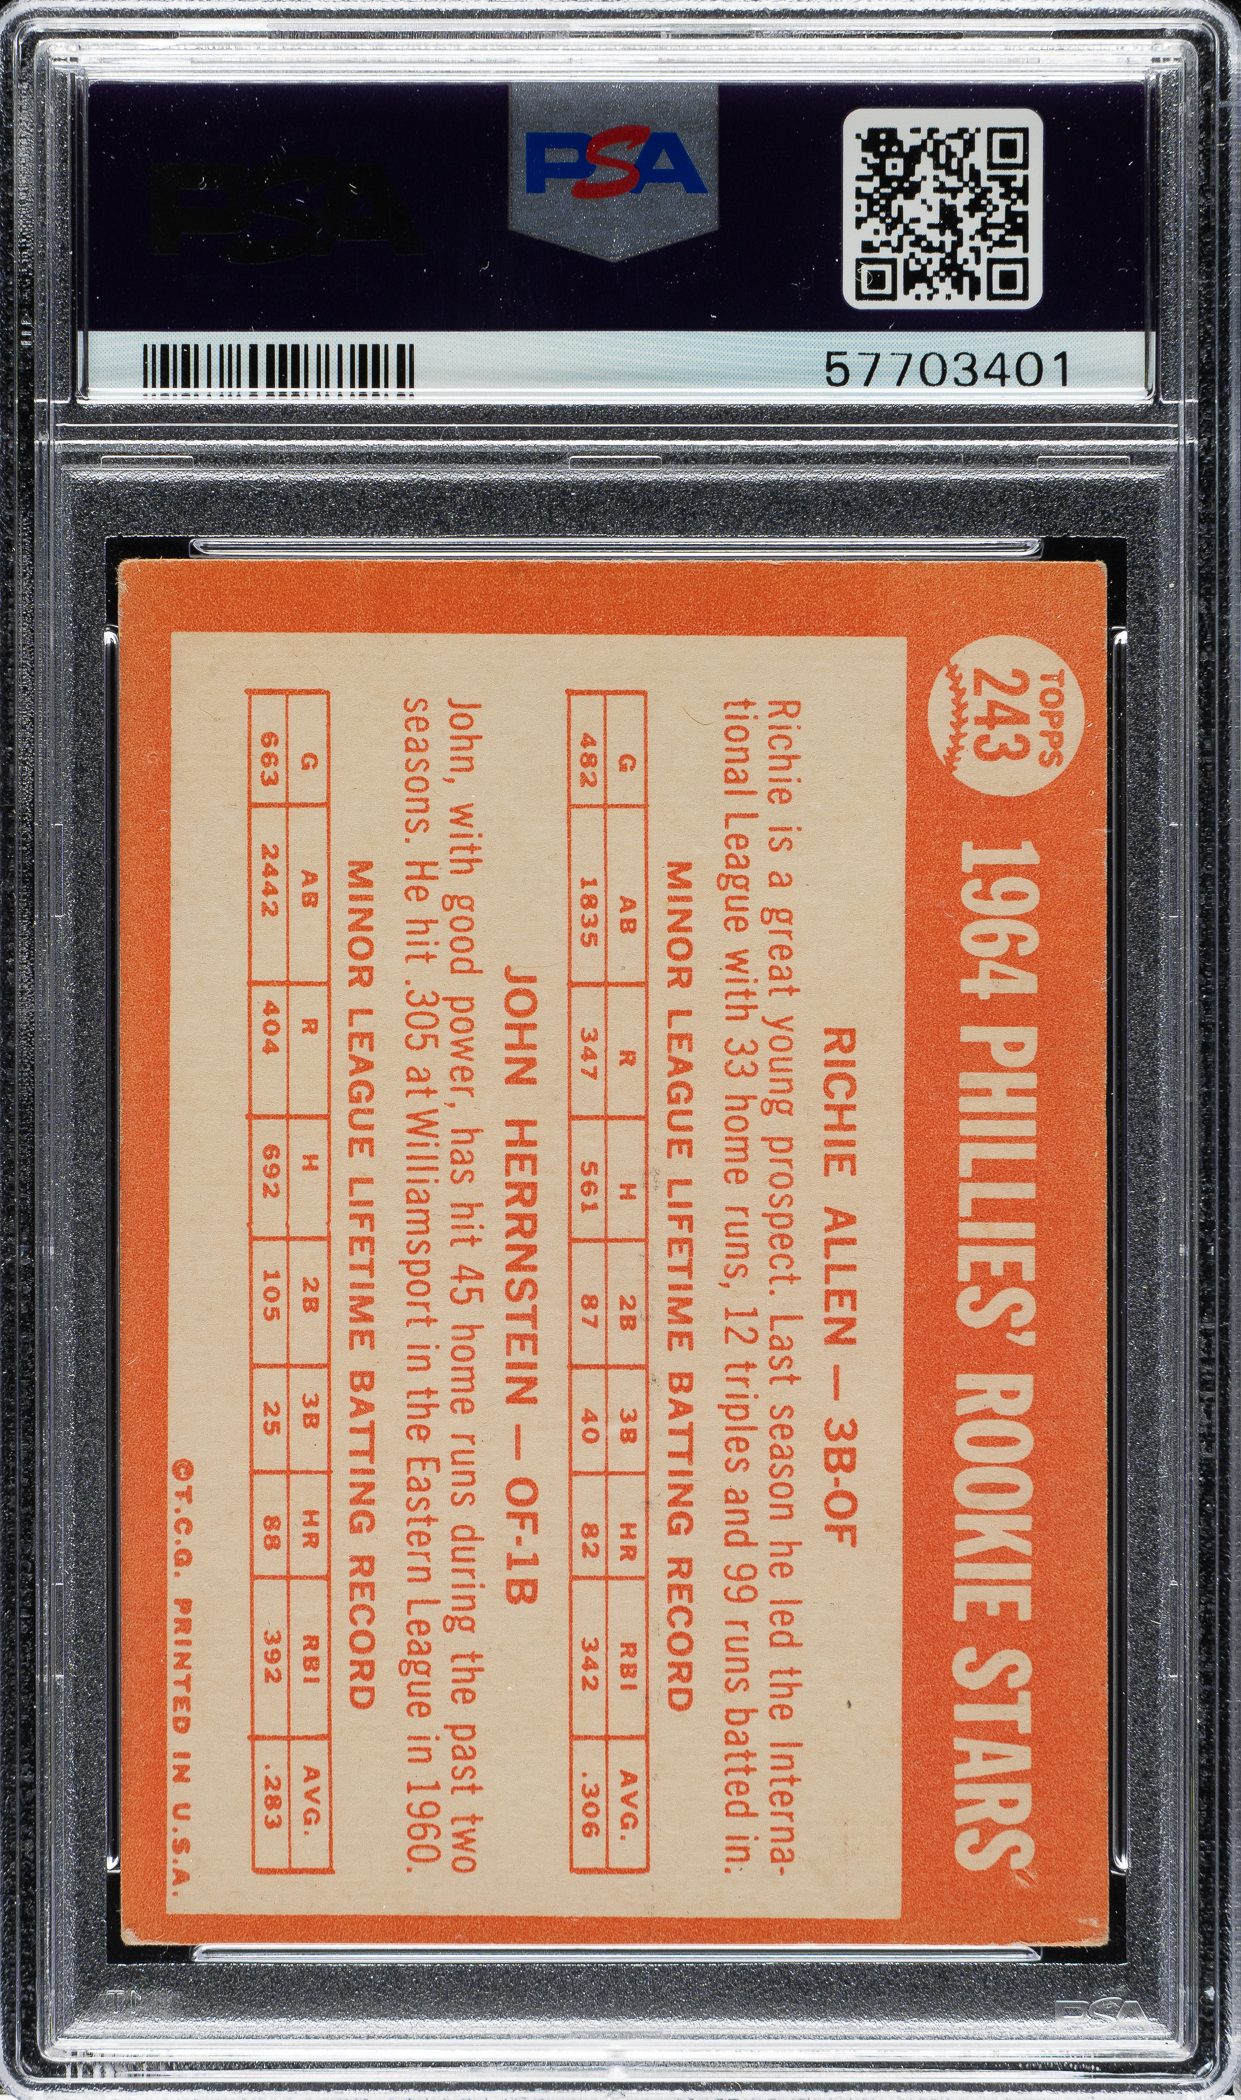 PSA
PSA
57703401
TOPPS
243
1964 PHILLIES' ROOKIE STARS
RICHIE ALLEN — 3B-OF
Richie is a great young prospect. Last season he led the Interna-
tional League with 33 home runs, 12 triples and 99 runs batted in.
MINOR LEAGUE LIFETIME BATTING RECORD
G AB R H 2B 3B HR RBI AVG.
482 1835 347 561 87 40 82 342 .306
JOHN HERRNSTEIN — OF-1B
John, with good power, has hit 45 home runs during the past two
seasons. He hit .305 at Williamsport in the Eastern League in 1960.
MINOR LEAGUE LIFETIME BATTING RECORD
G AB R H 2B 3B HR RBI AVG.
663 2442 404 692 105 25 88 392 .283
©T.C.G. PRINTED IN U.S.A.
PSA